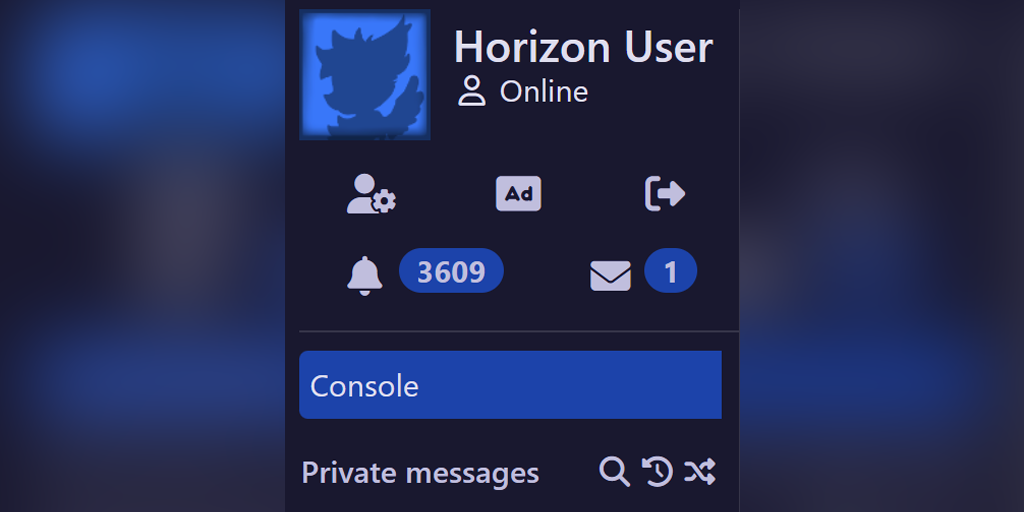 Horizon User
Online
Ad
3609
1
Console
Private messages